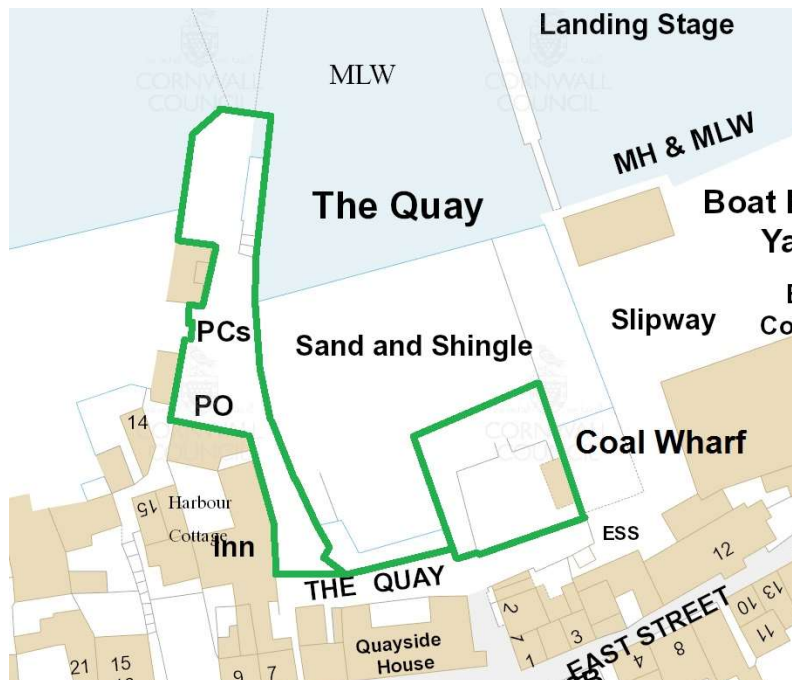 CORNWALL
COUNCIL
CORNWALL
COUNCIL
Landing Stage
MLW
MH & MLW
The Quay
Boat
Ya
Slipway
Co
Sand and Shingle
PCs
PO
14
CORNWALL
CORNWALL
Coal Wharf
15
Harbour
Cottage
Inn
ESS
THE QUAY
12
13
10
11
2
7
3
1
EAST STREET
8
4
Quayside
House
21
15
9
7